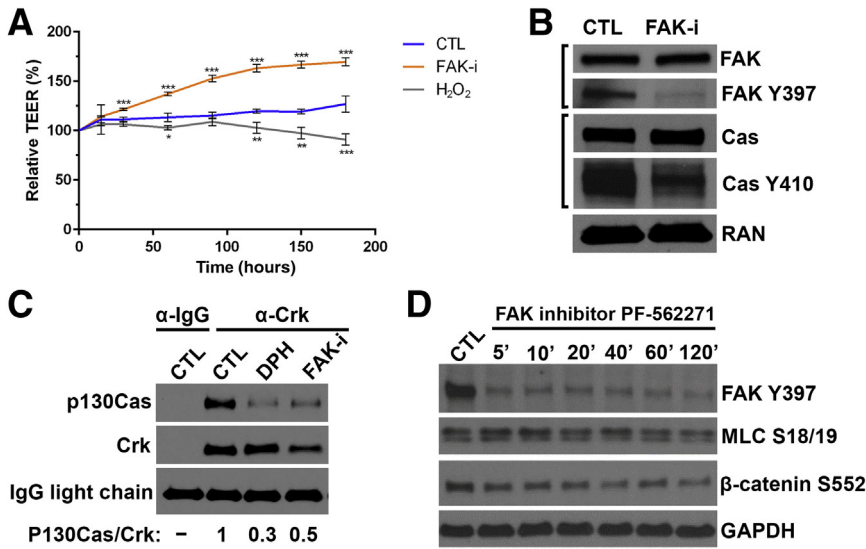 A
Relative TEER (%)
200
150
100
50
0
0 50 100 150 200
Time (hours)
*** *** *** *** *** ***
* ** ** ***
CTL
FAK-i
H₂O₂
B
CTL FAK-i
FAK
FAK Y397
Cas
Cas Y410
RAN
C
α-IgG α-Crk
CTL CTL DPH FAK-i
p130Cas
Crk
IgG light chain
P130Cas/Crk: – 1 0.3 0.5
D
FAK inhibitor PF-562271
CTL 5’ 10’ 20’ 40’ 60’ 120’
FAK Y397
MLC S18/19
β-catenin S552
GAPDH